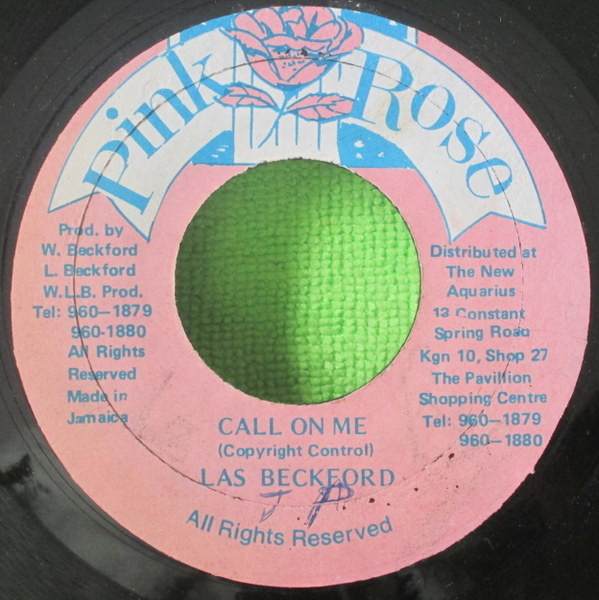 Pink Rose
Prod. by
W. Beckford
L. Beckford
W.L.B. Prod.
Tel: 960-1879
960-1880
All Rights
Reserved
Made in
Jamaica
Distributed at
The New
Aquarius
13 Constant
Spring Road
Kgn 10, Shop 27
The Pavillion
Shopping Centre
Tel: 960-1879
960-1880
CALL ON ME
(Copyright Control)
LAS BECKFORD
All Rights Reserved